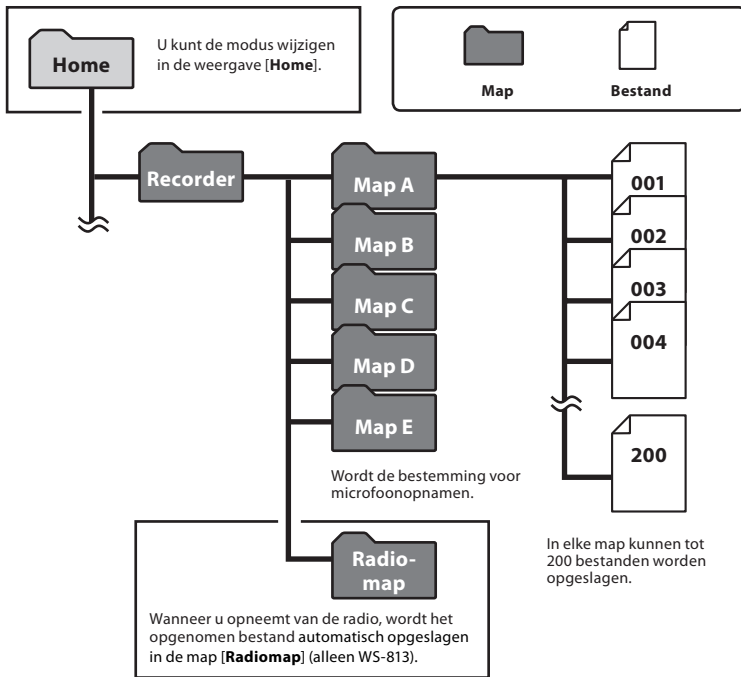 Home
U kunt de modus wijzigen
in de weergave [Home].
Map
Bestand
Recorder
Map A
Map B
Map C
Map D
Map E
Wordt de bestemming voor
microfoonopnamen.
001
002
003
004
200
In elke map kunnen tot
200 bestanden worden
opgeslagen.
Radio-
map
Wanneer u opneemt van de radio, wordt het
opgenomen bestand automatisch opgeslagen
in de map [Radiomap] (alleen WS-813).